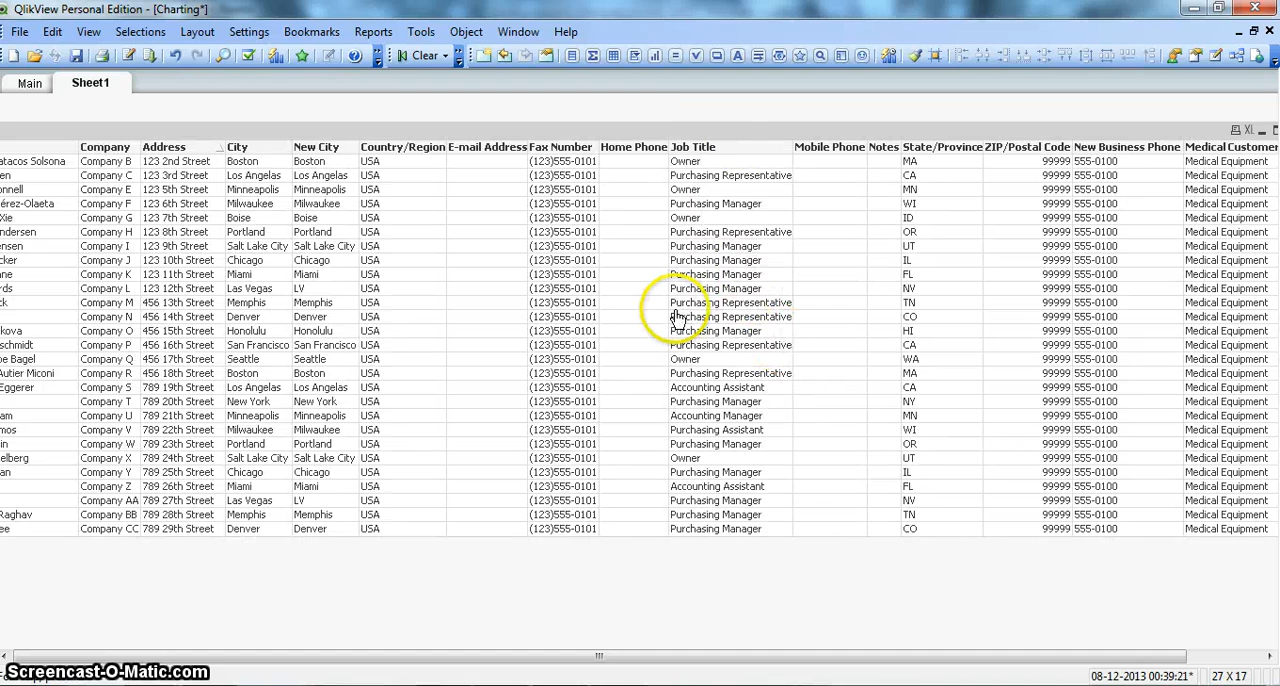 QlikView Personal Edition - [Charting*]
File Edit View Selections Layout Settings Bookmarks Reports Tools Object Window Help
Clear
Main Sheet1
XL
Company Address City New City Country/Region E-mail Address Fax Number Home Phone Job Title Mobile Phone Notes State/Province ZIP/Postal Code New Business Phone Medical Customer
atacos Solsona Company B 123 2nd Street Boston Boston USA (123)555-0101 Owner MA 99999 555-0100 Medical Equipment
en Company C 123 3rd Street Los Angelas Los Angelas USA (123)555-0101 Purchasing Representative CA 99999 555-0100 Medical Equipment
onnell Company E 123 5th Street Minneapolis Minneapolis USA (123)555-0101 Owner MN 99999 555-0100 Medical Equipment
érez-Olaeta Company F 123 6th Street Milwaukee Milwaukee USA (123)555-0101 Purchasing Manager WI 99999 555-0100 Medical Equipment
Xie Company G 123 7th Street Boise Boise USA (123)555-0101 Owner ID 99999 555-0100 Medical Equipment
ndersen Company H 123 8th Street Portland Portland USA (123)555-0101 Purchasing Representative OR 99999 555-0100 Medical Equipment
ensen Company I 123 9th Street Salt Lake City Salt Lake City USA (123)555-0101 Purchasing Manager UT 99999 555-0100 Medical Equipment
cker Company J 123 10th Street Chicago Chicago USA (123)555-0101 Purchasing Manager IL 99999 555-0100 Medical Equipment
ane Company K 123 11th Street Miami Miami USA (123)555-0101 Purchasing Manager FL 99999 555-0100 Medical Equipment
s Company L 123 12th Street Las Vegas LV USA (123)555-0101 Purchasing Manager NV 99999 555-0100 Medical Equipment
ck Company M 456 13th Street Memphis Memphis USA (123)555-0101 Purchasing Representative TN 99999 555-0100 Medical Equipment
Company N 456 14th Street Denver Denver USA (123)555-0101 Purchasing Representative CO 99999 555-0100 Medical Equipment
kova Company O 456 15th Street Honolulu Honolulu USA (123)555-0101 Purchasing Manager HI 99999 555-0100 Medical Equipment
schmidt Company P 456 16th Street San Francisco San Francisco USA (123)555-0101 Purchasing Representative CA 99999 555-0100 Medical Equipment
oe Bagel Company Q 456 17th Street Seattle Seattle USA (123)555-0101 Owner WA 99999 555-0100 Medical Equipment
Autier Miconi Company R 456 18th Street Boston Boston USA (123)555-0101 Purchasing Representative MA 99999 555-0100 Medical Equipment
Eggerer Company S 789 19th Street Los Angelas Los Angelas USA (123)555-0101 Accounting Assistant CA 99999 555-0100 Medical Equipment
Company T 789 20th Street New York New York USA (123)555-0101 Purchasing Manager NY 99999 555-0100 Medical Equipment
am Company U 789 21th Street Minneapolis Minneapolis USA (123)555-0101 Accounting Manager MN 99999 555-0100 Medical Equipment
mos Company V 789 22th Street Milwaukee Milwaukee USA (123)555-0101 Purchasing Assistant WI 99999 555-0100 Medical Equipment
in Company W 789 23th Street Portland Portland USA (123)555-0101 Purchasing Manager OR 99999 555-0100 Medical Equipment
elberg Company X 789 24th Street Salt Lake City Salt Lake City USA (123)555-0101 Owner UT 99999 555-0100 Medical Equipment
an Company Y 789 25th Street Chicago Chicago USA (123)555-0101 Purchasing Manager IL 99999 555-0100 Medical Equipment
Company Z 789 26th Street Miami Miami USA (123)555-0101 Accounting Assistant FL 99999 555-0100 Medical Equipment
Company AA 789 27th Street Las Vegas LV USA (123)555-0101 Purchasing Manager NV 99999 555-0100 Medical Equipment
Raghav Company BB 789 28th Street Memphis Memphis USA (123)555-0101 Purchasing Manager TN 99999 555-0100 Medical Equipment
ee Company CC 789 29th Street Denver Denver USA (123)555-0101 Purchasing Manager CO 99999 555-0100 Medical Equipment
Screencast-O-Matic.com
08-12-2013 00:39:21* 27 X 17